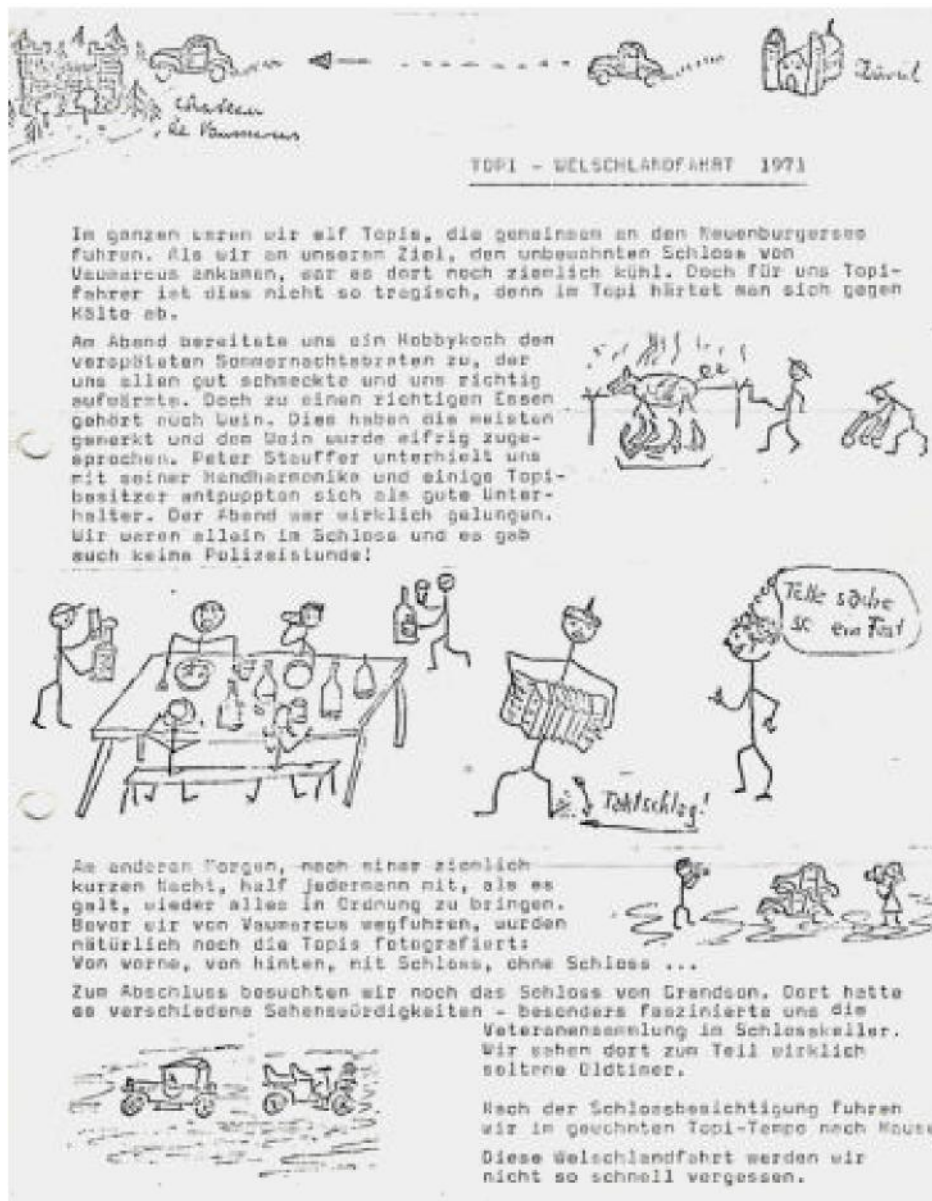 Château
de Vaumarcus
Zürich
TOPI - WELSCHLANDFAHRT 1971
Im ganzen waren wir elf Topis, die gemeinsam an den Neuenburgersee
fuhren. Als wir an unserem Ziel, dem unbewohnten Schloss von
Vaumarcus ankamen, war es dort noch ziemlich kühl. Doch für uns Topi-
fahrer ist dies nicht so tragisch, denn im Topi härtet man sich gegen
Kälte ab.
Am Abend bereitete uns ein Hobbykoch den
verspäteten Sommernachtsbraten zu, der
uns allen gut schmeckte und uns richtig
aufwärmte. Doch zu einen richtigen Essen
gehört auch Wein. Dies haben die meisten
gemerkt und dem Wein wurde eifrig zuge-
sprochen. Peter Stauffer unterhielt uns
mit seiner Handharmonika und einige Topi-
besitzer entpuppten sich als gute Unter-
halter. Der Abend war wirklich gelungen.
Wir waren allein im Schloss und es gab
auch keine Polizeistunde!
so ein Fäst
Taktschlag!
Am anderen Morgen, nach einer ziemlich
kurzen Nacht, half jedermann mit, als es
galt, wieder alles in Ordnung zu bringen.
Bevor wir von Vaumarcus wegfuhren, wurden
natürlich noch die Topis fotografiert:
Von vorne, von hinten, mit Schloss, ohne Schloss ...
Zum Abschluss besuchten wir noch das Schloss von Grandson. Dort hatte
es verschiedene Sehenswürdigkeiten - besonders faszinierte uns die
Veteranensammlung im Schlosskeller.
Wir sahen dort zum Teil wirklich
seltene Oldtimer.
Nach der Schlossbesichtigung fuhren
wir im gewohnten Topi-Tempo nach Hause
Diese Welschlandfahrt werden wir
nicht so schnell vergessen.